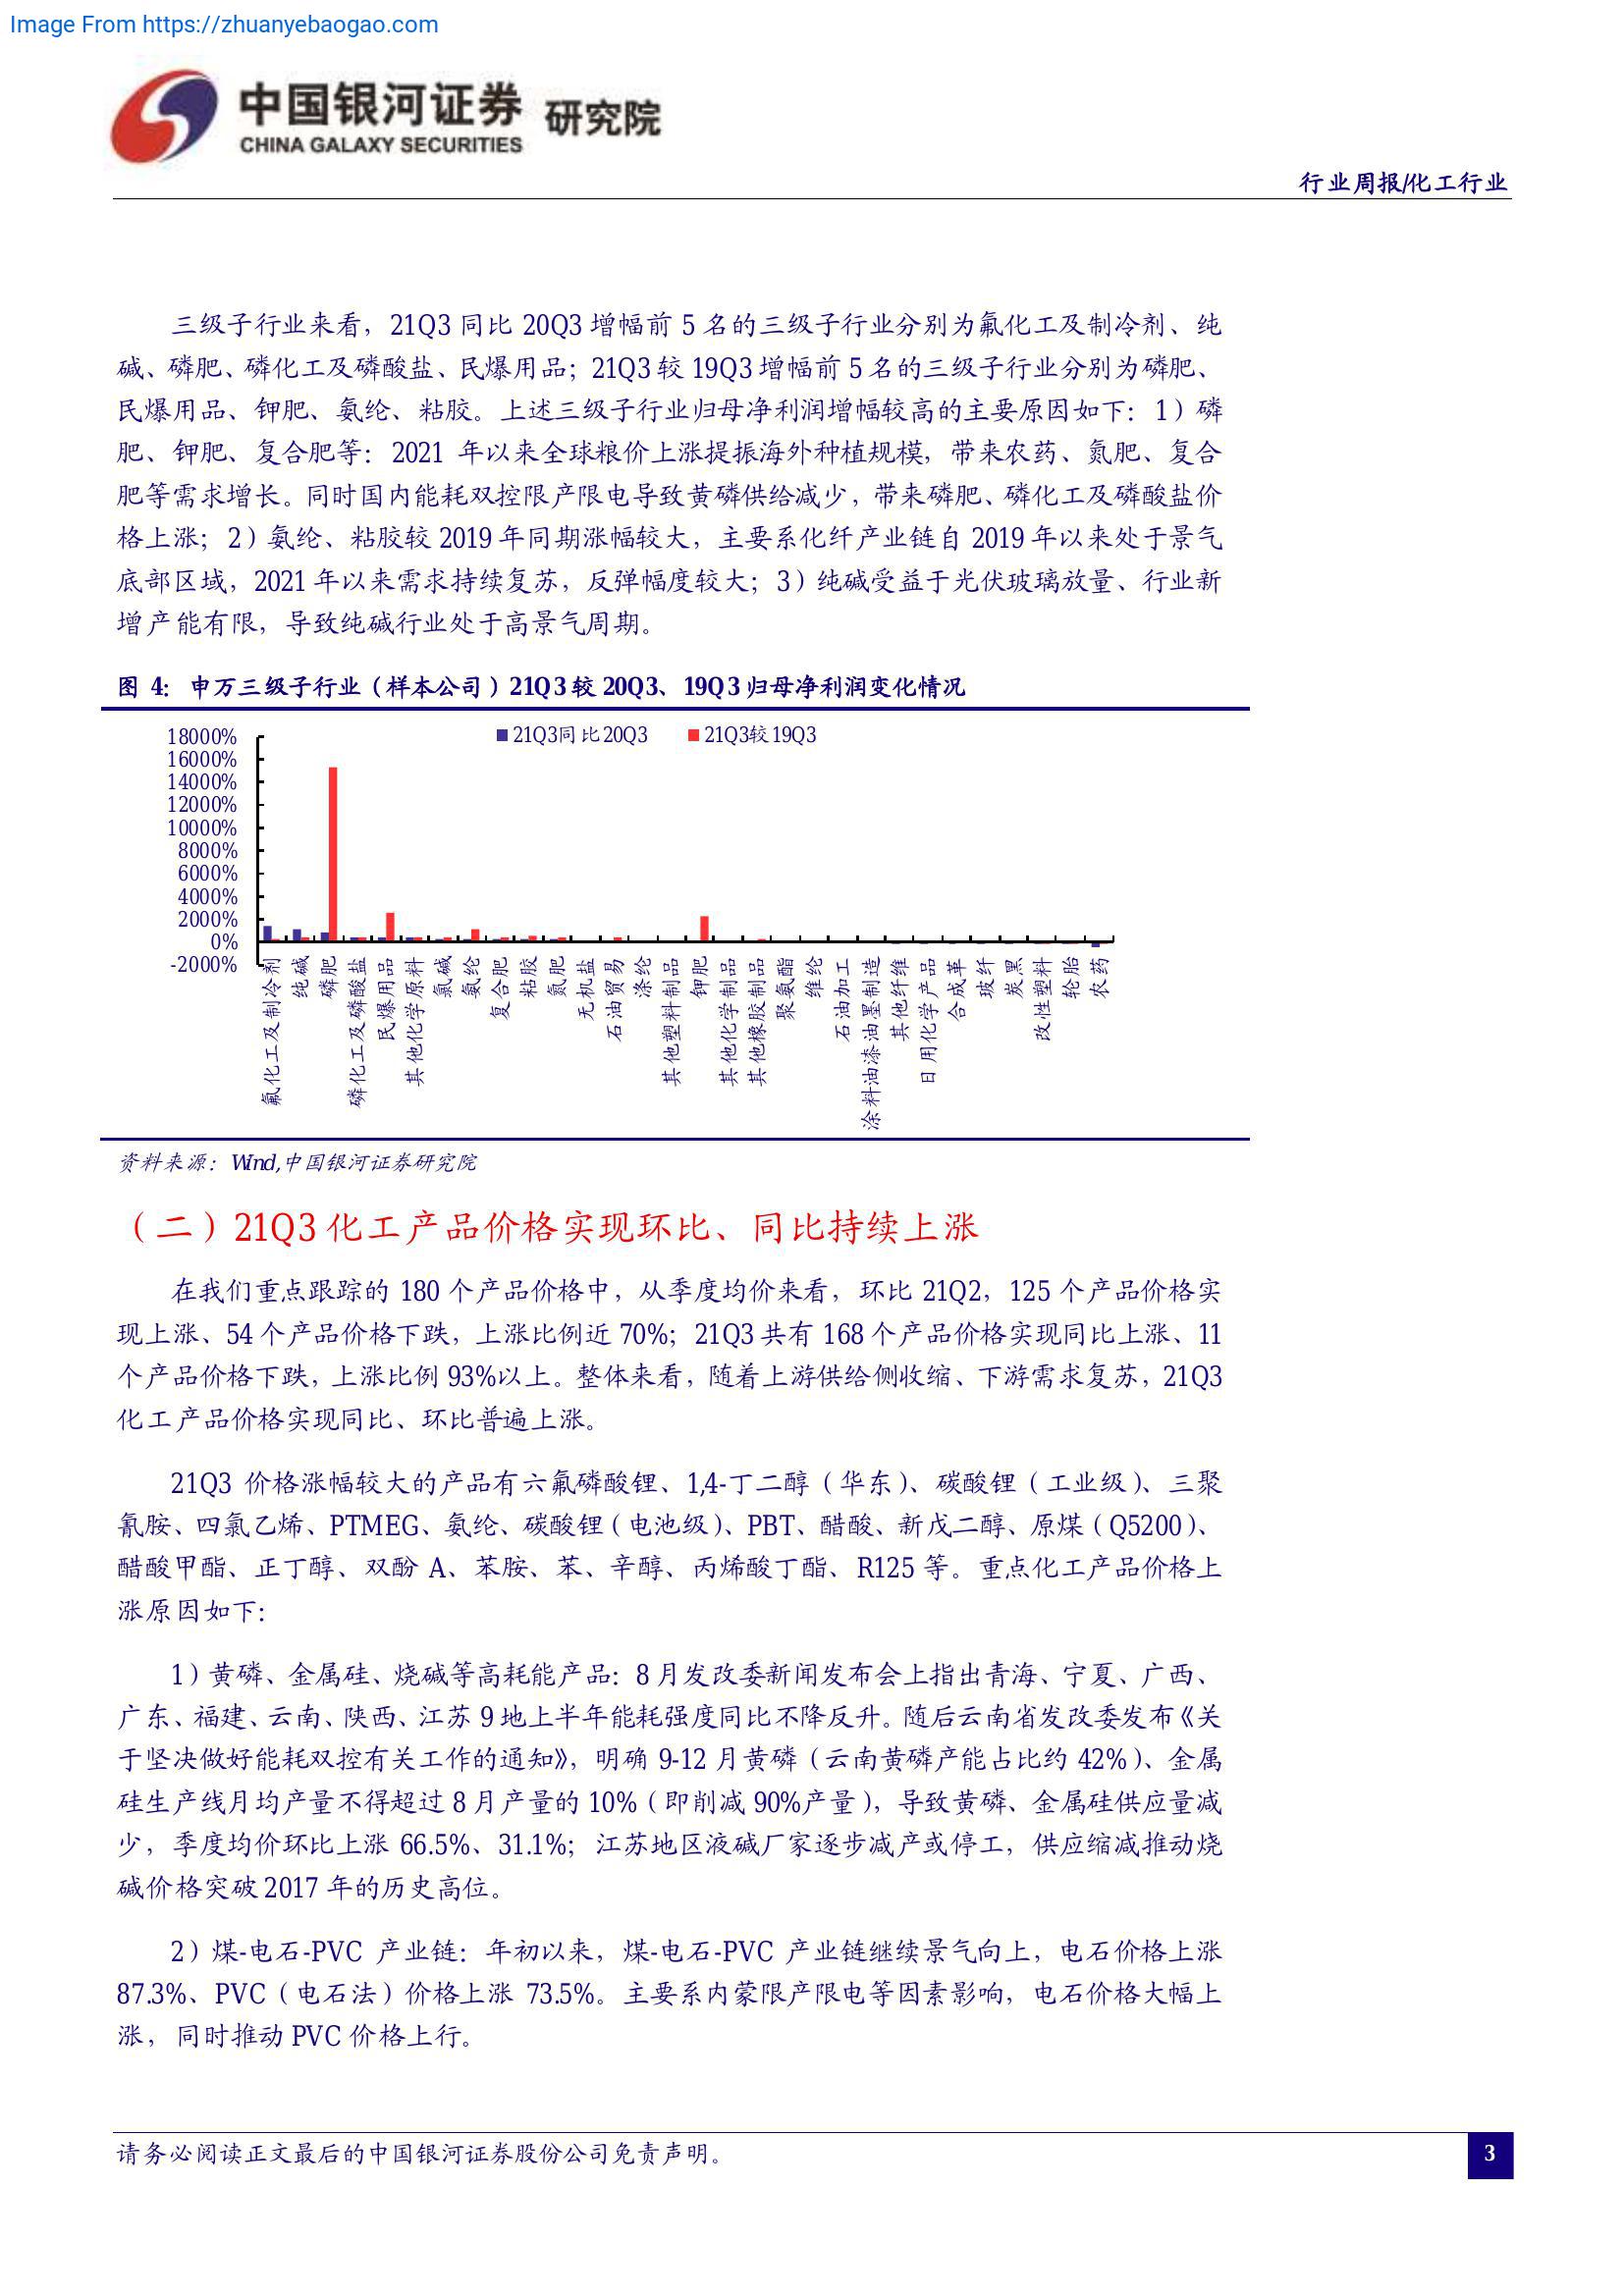 Image From https://zhuanyebaogao.com
中国银河证券 研究院
CHINA GALAXY SECURITIES
行业周报/化工行业
三级子行业来看，21Q3 同比 20Q3 增幅前 5 名的三级子行业分别为氟化工及制冷剂、纯
碱、磷肥、磷化工及磷酸盐、民爆用品；21Q3 较 19Q3 增幅前 5 名的三级子行业分别为磷肥、
民爆用品、钾肥、氨纶、粘胶。上述三级子行业归母净利润增幅较高的主要原因如下：1）磷
肥、钾肥、复合肥等：2021 年以来全球粮价上涨提振海外种植规模，带来农药、氮肥、复合
肥等需求增长。同时国内能耗双控限产限电导致黄磷供给减少，带来磷肥、磷化工及磷酸盐价
格上涨；2）氨纶、粘胶较 2019 年同期涨幅较大，主要系化纤产业链自 2019 年以来处于景气
底部区域，2021 年以来需求持续复苏，反弹幅度较大；3）纯碱受益于光伏玻璃放量、行业新
增产能有限，导致纯碱行业处于高景气周期。
图 4：申万三级子行业（样本公司）21Q3 较 20Q3、19Q3 归母净利润变化情况
21Q3同比20Q3 21Q3较19Q3
18000%
16000%
14000%
12000%
10000%
8000%
6000%
4000%
2000%
0%
-2000%
氟化工及制冷剂
纯碱
磷肥
磷化工及磷酸盐
民爆用品
其他化学原料
氯碱
氨纶
复合肥
粘胶
氮肥
无机盐
石油贸易
涤纶
其他塑料制品
钾肥
其他化学制品
其他橡胶制品
聚氨酯
维纶
石油加工
涂料油漆油墨制造
其他纤维
日用化学产品
合成革
玻纤
炭黑
改性塑料
轮胎
农药
资料来源：Wind,中国银河证券研究院
（二）21Q3 化工产品价格实现环比、同比持续上涨
在我们重点跟踪的 180 个产品价格中，从季度均价来看，环比 21Q2，125 个产品价格实
现上涨、54 个产品价格下跌，上涨比例近 70%；21Q3 共有 168 个产品价格实现同比上涨、11
个产品价格下跌，上涨比例 93%以上。整体来看，随着上游供给侧收缩、下游需求复苏，21Q3
化工产品价格实现同比、环比普遍上涨。
21Q3 价格涨幅较大的产品有六氟磷酸锂、1,4-丁二醇（华东）、碳酸锂（工业级）、三聚
氰胺、四氯乙烯、PTMEG、氨纶、碳酸锂（电池级）、PBT、醋酸、新戊二醇、原煤（Q5200）、
醋酸甲酯、正丁醇、双酚 A、苯胺、苯、辛醇、丙烯酸丁酯、R125 等。重点化工产品价格上
涨原因如下：
1）黄磷、金属硅、烧碱等高耗能产品：8 月发改委新闻发布会上指出青海、宁夏、广西、
广东、福建、云南、陕西、江苏 9 地上半年能耗强度同比不降反升。随后云南省发改委发布《关
于坚决做好能耗双控有关工作的通知》，明确 9-12 月黄磷（云南黄磷产能占比约 42%）、金属
硅生产线月均产量不得超过 8 月产量的 10%（即削减 90%产量），导致黄磷、金属硅供应量减
少，季度均价环比上涨 66.5%、31.1%；江苏地区液碱厂家逐步减产或停工，供应缩减推动烧
碱价格突破 2017 年的历史高位。
2）煤-电石-PVC 产业链：年初以来，煤-电石-PVC 产业链继续景气向上，电石价格上涨
87.3%、PVC（电石法）价格上涨 73.5%。主要系内蒙限产限电等因素影响，电石价格大幅上
涨，同时推动 PVC 价格上行。
请务必阅读正文最后的中国银河证券股份公司免责声明。
3